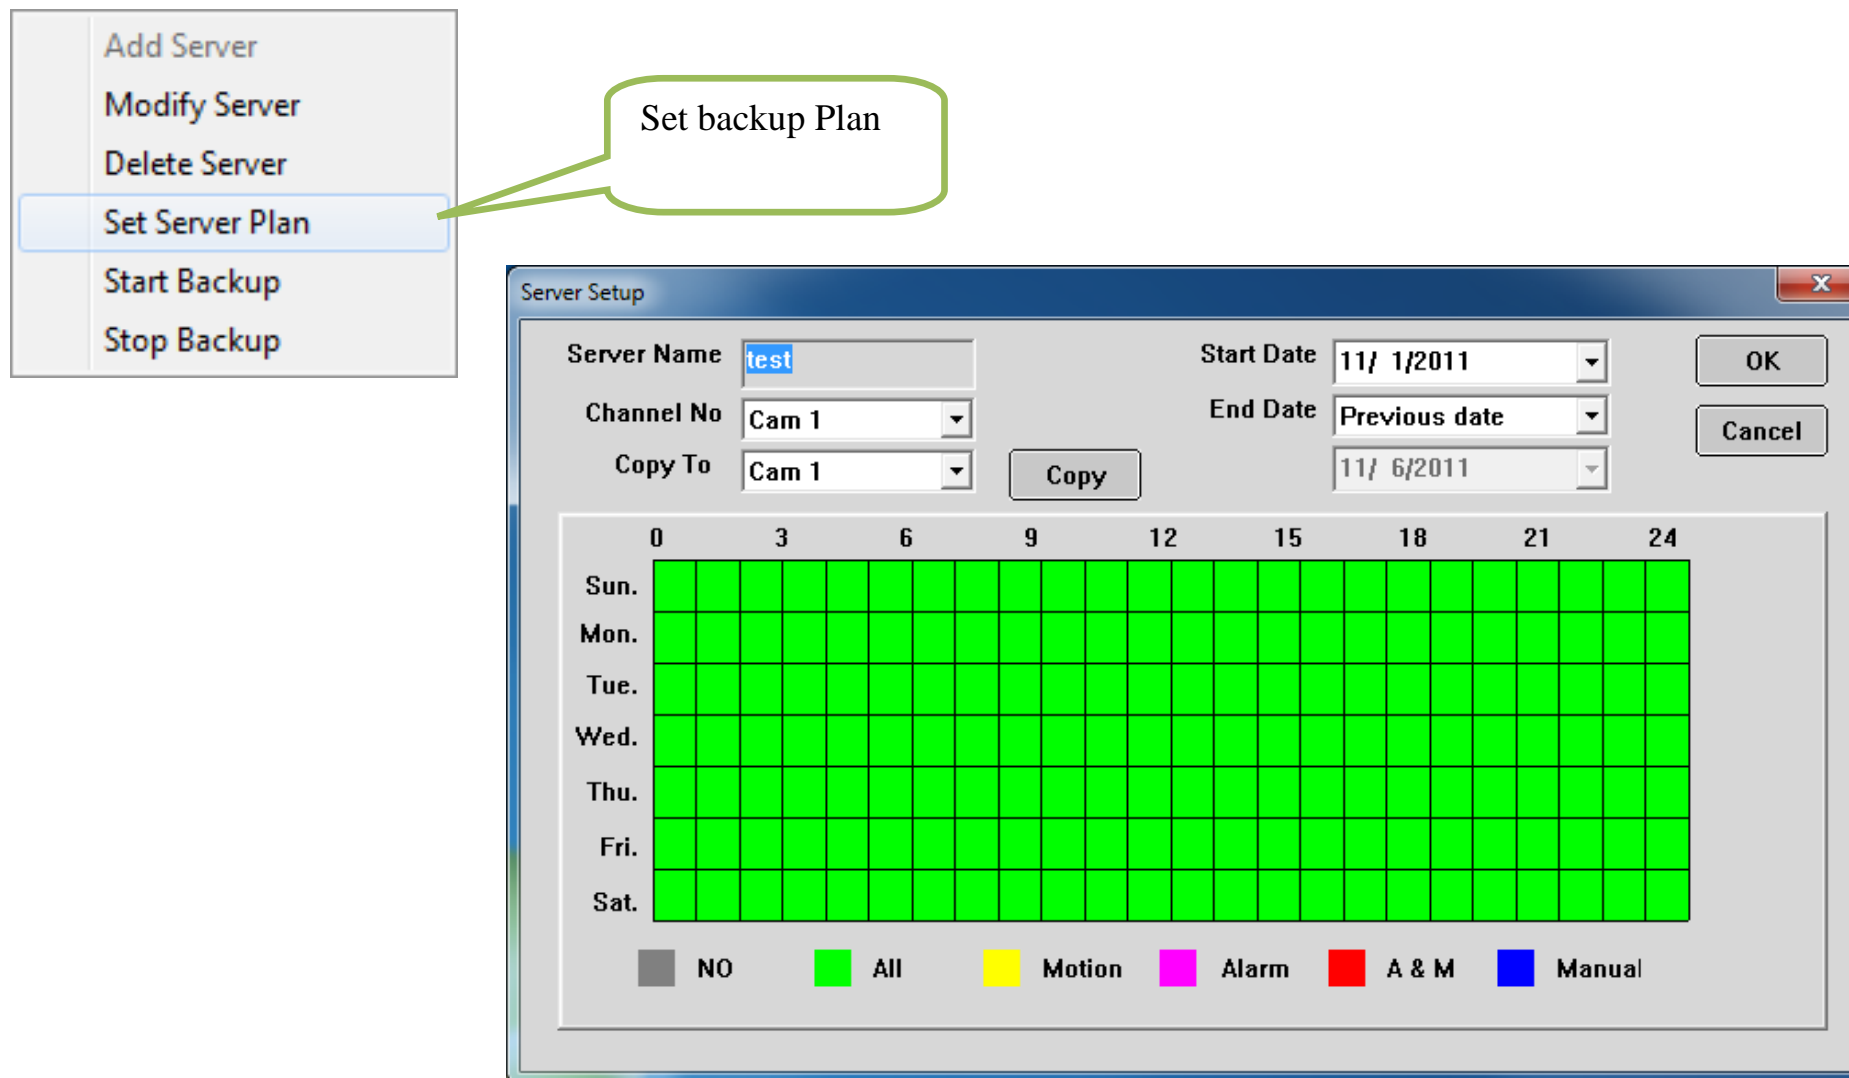 Add Server
Modify Server
Delete Server
Set Server Plan
Start Backup
Stop Backup
Set backup Plan
Server Setup
x
Server Name test Start Date 11/ 1/2011 OK
Channel No Cam 1 End Date Previous date Cancel
Copy To Cam 1 Copy 11/ 6/2011
0 3 6 9 12 15 18 21 24
Sun.
Mon.
Tue.
Wed.
Thu.
Fri.
Sat.
NO All Motion Alarm A & M Manual